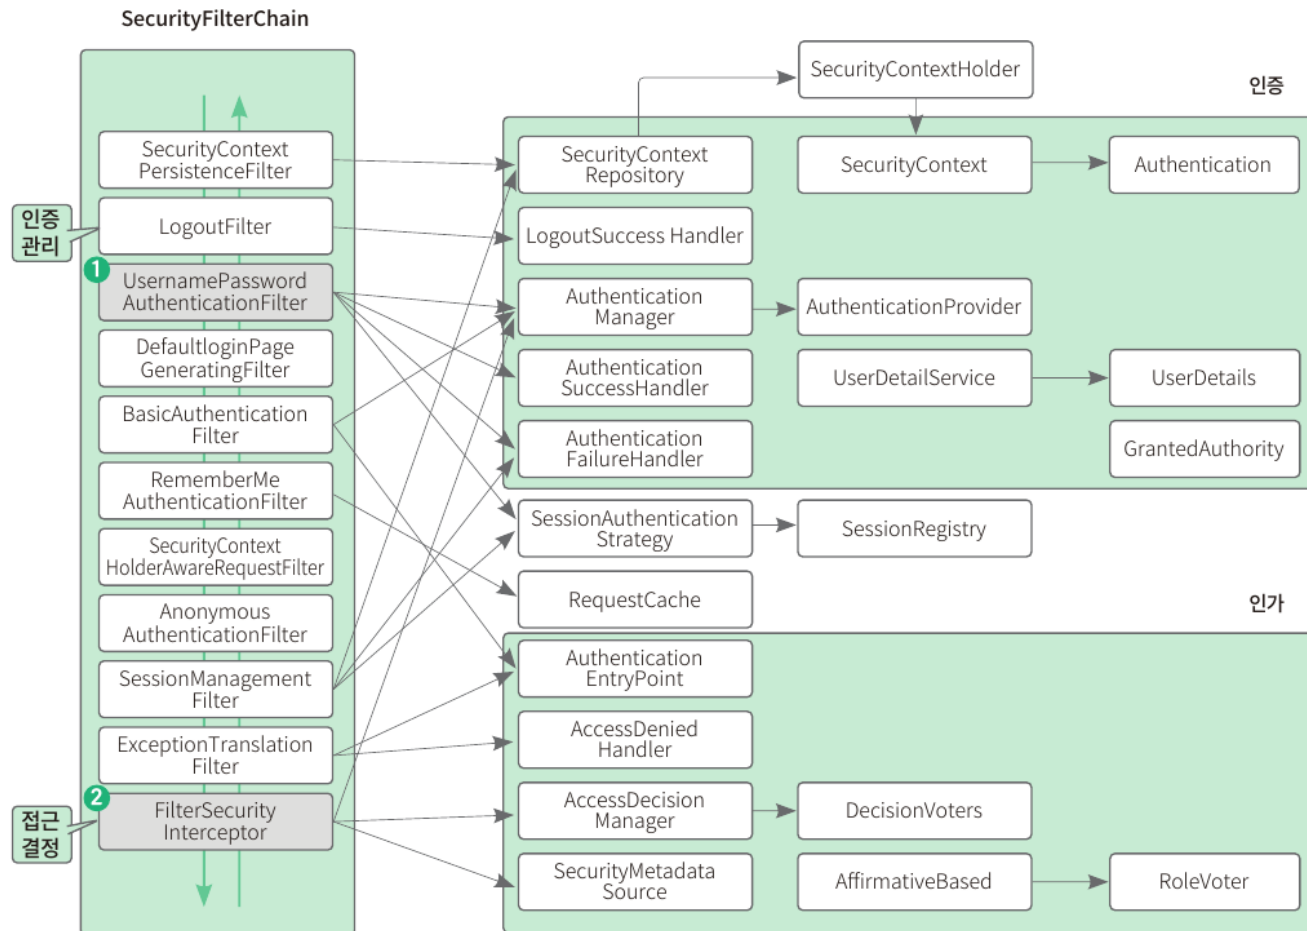 SecurityFilterChain
SecurityContext
PersistenceFilter
인증
관리
LogoutFilter
1
UsernamePassword
AuthenticationFilter
DefaultloginPage
GeneratingFilter
BasicAuthentication
Filter
RememberMe
AuthenticationFilter
SecurityContext
HolderAwareRequestFilter
Anonymous
AuthenticationFilter
SessionManagement
Filter
ExceptionTranslation
Filter
2
접근
결정
FilterSecurity
Interceptor
SecurityContextHolder
인증
SecurityContext
Repository
SecurityContext
Authentication
LogoutSuccess Handler
Authentication
Manager
AuthenticationProvider
Authentication
SuccessHandler
UserDetailService
UserDetails
Authentication
FailureHandler
GrantedAuthority
SessionAuthentication
Strategy
SessionRegistry
RequestCache
인가
Authentication
EntryPoint
AccessDenied
Handler
AccessDecision
Manager
DecisionVoters
SecurityMetadata
Source
AffirmativeBased
RoleVoter